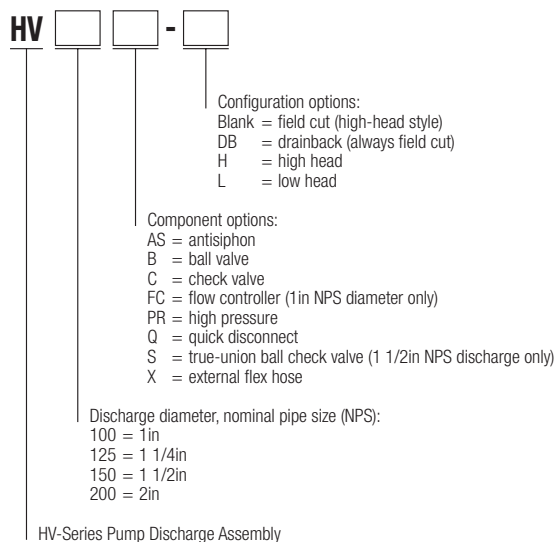 HV -
Configuration options:
Blank = field cut (high-head style)
DB = drainback (always field cut)
H = high head
L = low head
Component options:
AS = antisiphon
B = ball valve
C = check valve
FC = flow controller (1in NPS diameter only)
PR = high pressure
Q = quick disconnect
S = true-union ball check valve (1 1/2in NPS discharge only)
X = external flex hose
Discharge diameter, nominal pipe size (NPS):
100 = 1in
125 = 1 1/4in
150 = 1 1/2in
200 = 2in
HV-Series Pump Discharge Assembly